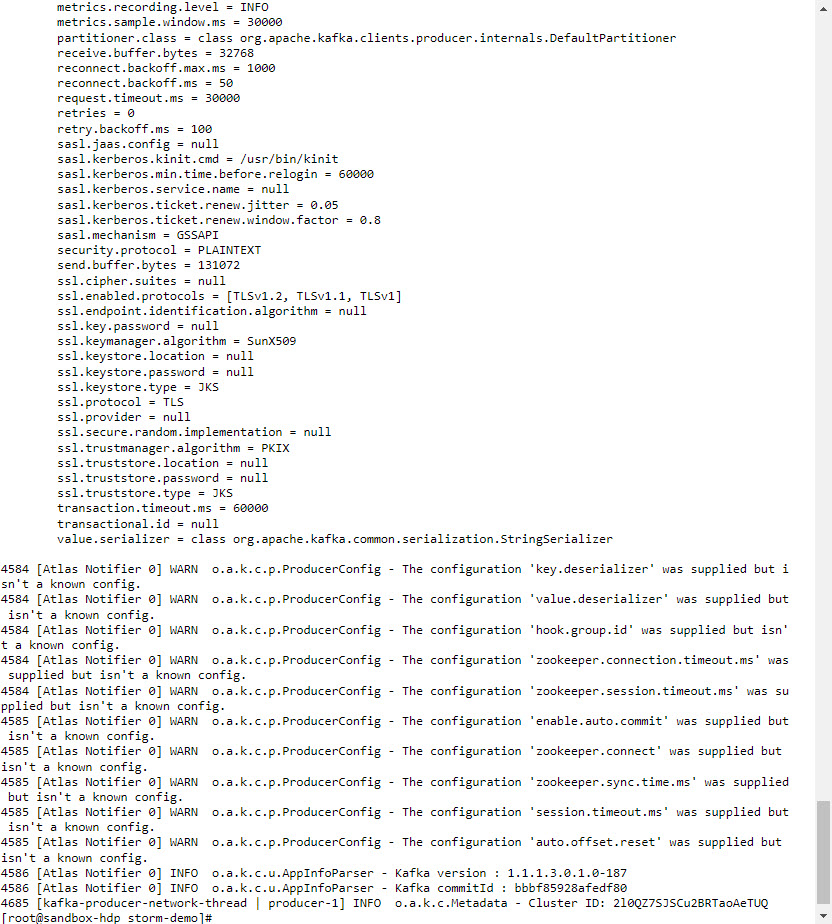 metrics.recording.level = INFO
metrics.sample.window.ms = 30000
partitioner.class = class org.apache.kafka.clients.producer.internals.DefaultPartitioner
receive.buffer.bytes = 32768
reconnect.backoff.max.ms = 1000
reconnect.backoff.ms = 50
request.timeout.ms = 30000
retries = 0
retry.backoff.ms = 100
sasl.jaas.config = null
sasl.kerberos.kinit.cmd = /usr/bin/kinit
sasl.kerberos.min.time.before.relogin = 60000
sasl.kerberos.service.name = null
sasl.kerberos.ticket.renew.jitter = 0.05
sasl.kerberos.ticket.renew.window.factor = 0.8
sasl.mechanism = GSSAPI
security.protocol = PLAINTEXT
send.buffer.bytes = 131072
ssl.cipher.suites = null
ssl.enabled.protocols = [TLSv1.2, TLSv1.1, TLSv1]
ssl.endpoint.identification.algorithm = null
ssl.key.password = null
ssl.keymanager.algorithm = SunX509
ssl.keystore.location = null
ssl.keystore.password = null
ssl.keystore.type = JKS
ssl.protocol = TLS
ssl.provider = null
ssl.secure.random.implementation = null
ssl.trustmanager.algorithm = PKIX
ssl.truststore.location = null
ssl.truststore.password = null
ssl.truststore.type = JKS
transaction.timeout.ms = 60000
transactional.id = null
value.serializer = class org.apache.kafka.common.serialization.StringSerializer
4584 [Atlas Notifier 0] WARN  o.a.k.c.p.ProducerConfig - The configuration 'key.deserializer' was supplied but i
sn't a known config.
4584 [Atlas Notifier 0] WARN  o.a.k.c.p.ProducerConfig - The configuration 'value.deserializer' was supplied but
 isn't a known config.
4584 [Atlas Notifier 0] WARN  o.a.k.c.p.ProducerConfig - The configuration 'hook.group.id' was supplied but isn'
t a known config.
4584 [Atlas Notifier 0] WARN  o.a.k.c.p.ProducerConfig - The configuration 'zookeeper.connection.timeout.ms' was
 supplied but isn't a known config.
4584 [Atlas Notifier 0] WARN  o.a.k.c.p.ProducerConfig - The configuration 'zookeeper.session.timeout.ms' was su
pplied but isn't a known config.
4585 [Atlas Notifier 0] WARN  o.a.k.c.p.ProducerConfig - The configuration 'enable.auto.commit' was supplied but
 isn't a known config.
4585 [Atlas Notifier 0] WARN  o.a.k.c.p.ProducerConfig - The configuration 'zookeeper.connect' was supplied but
isn't a known config.
4585 [Atlas Notifier 0] WARN  o.a.k.c.p.ProducerConfig - The configuration 'zookeeper.sync.time.ms' was supplied
 but isn't a known config.
4585 [Atlas Notifier 0] WARN  o.a.k.c.p.ProducerConfig - The configuration 'session.timeout.ms' was supplied but
 isn't a known config.
4585 [Atlas Notifier 0] WARN  o.a.k.c.p.ProducerConfig - The configuration 'auto.offset.reset' was supplied but
isn't a known config.
4586 [Atlas Notifier 0] INFO  o.a.k.c.u.AppInfoParser - Kafka version : 1.1.1.3.0.1.0-187
4586 [Atlas Notifier 0] INFO  o.a.k.c.u.AppInfoParser - Kafka commitId : bbbf85928afedf80
4685 [kafka-producer-network-thread | producer-1] INFO  o.a.k.c.Metadata - Cluster ID: 2l0QZ7SJSCu2BRTaoAeTUQ
[root@sandbox-hdp storm-demo]#